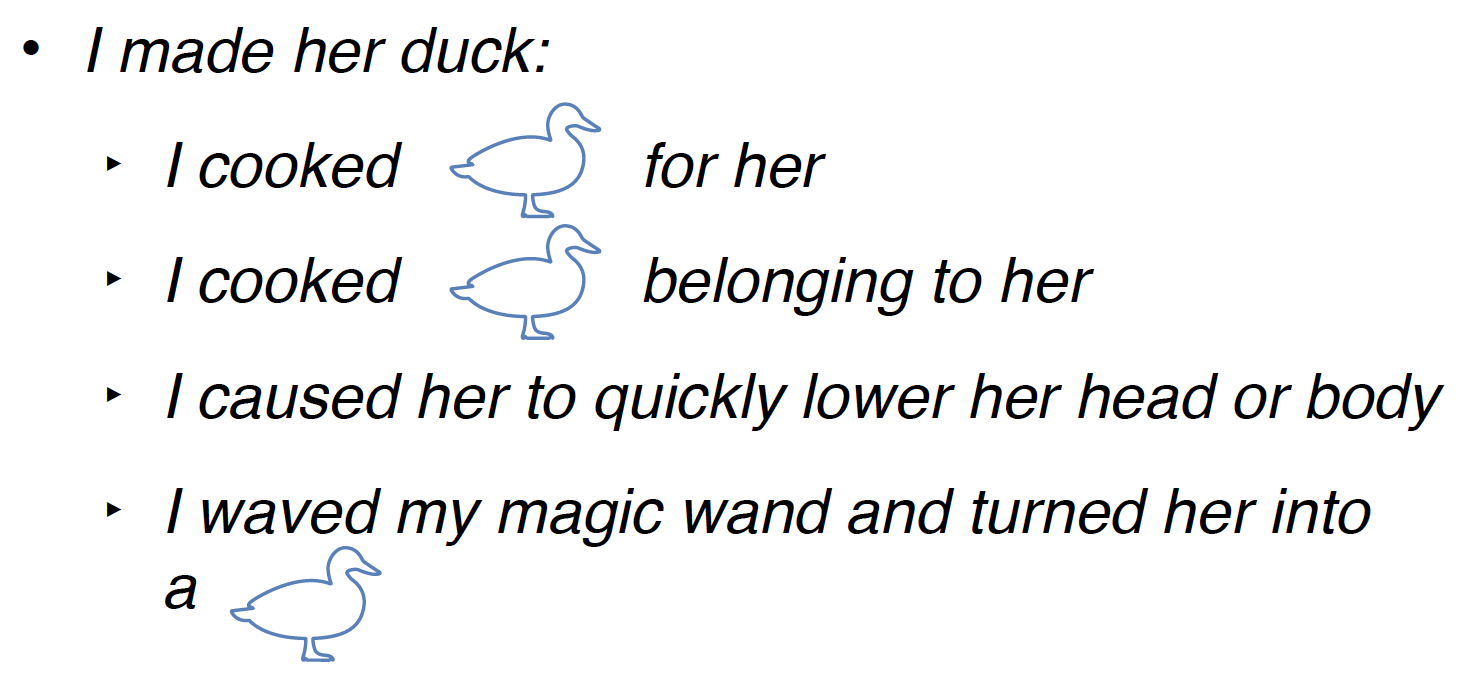 • I made her duck:
‣ I cooked for her
‣ I cooked belonging to her
‣ I caused her to quickly lower her head or body
‣ I waved my magic wand and turned her into
a